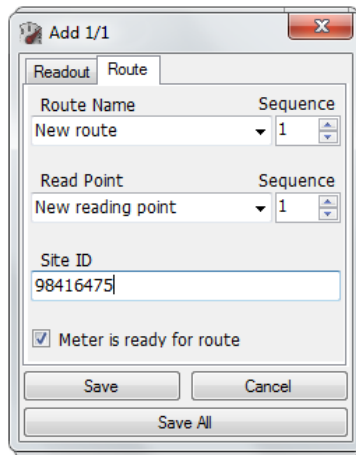 Add 1/1
Readout Route
Route Name Sequence
New route 1
Read Point Sequence
New reading point 1
Site ID
98416475
Meter is ready for route
Save Cancel
Save All